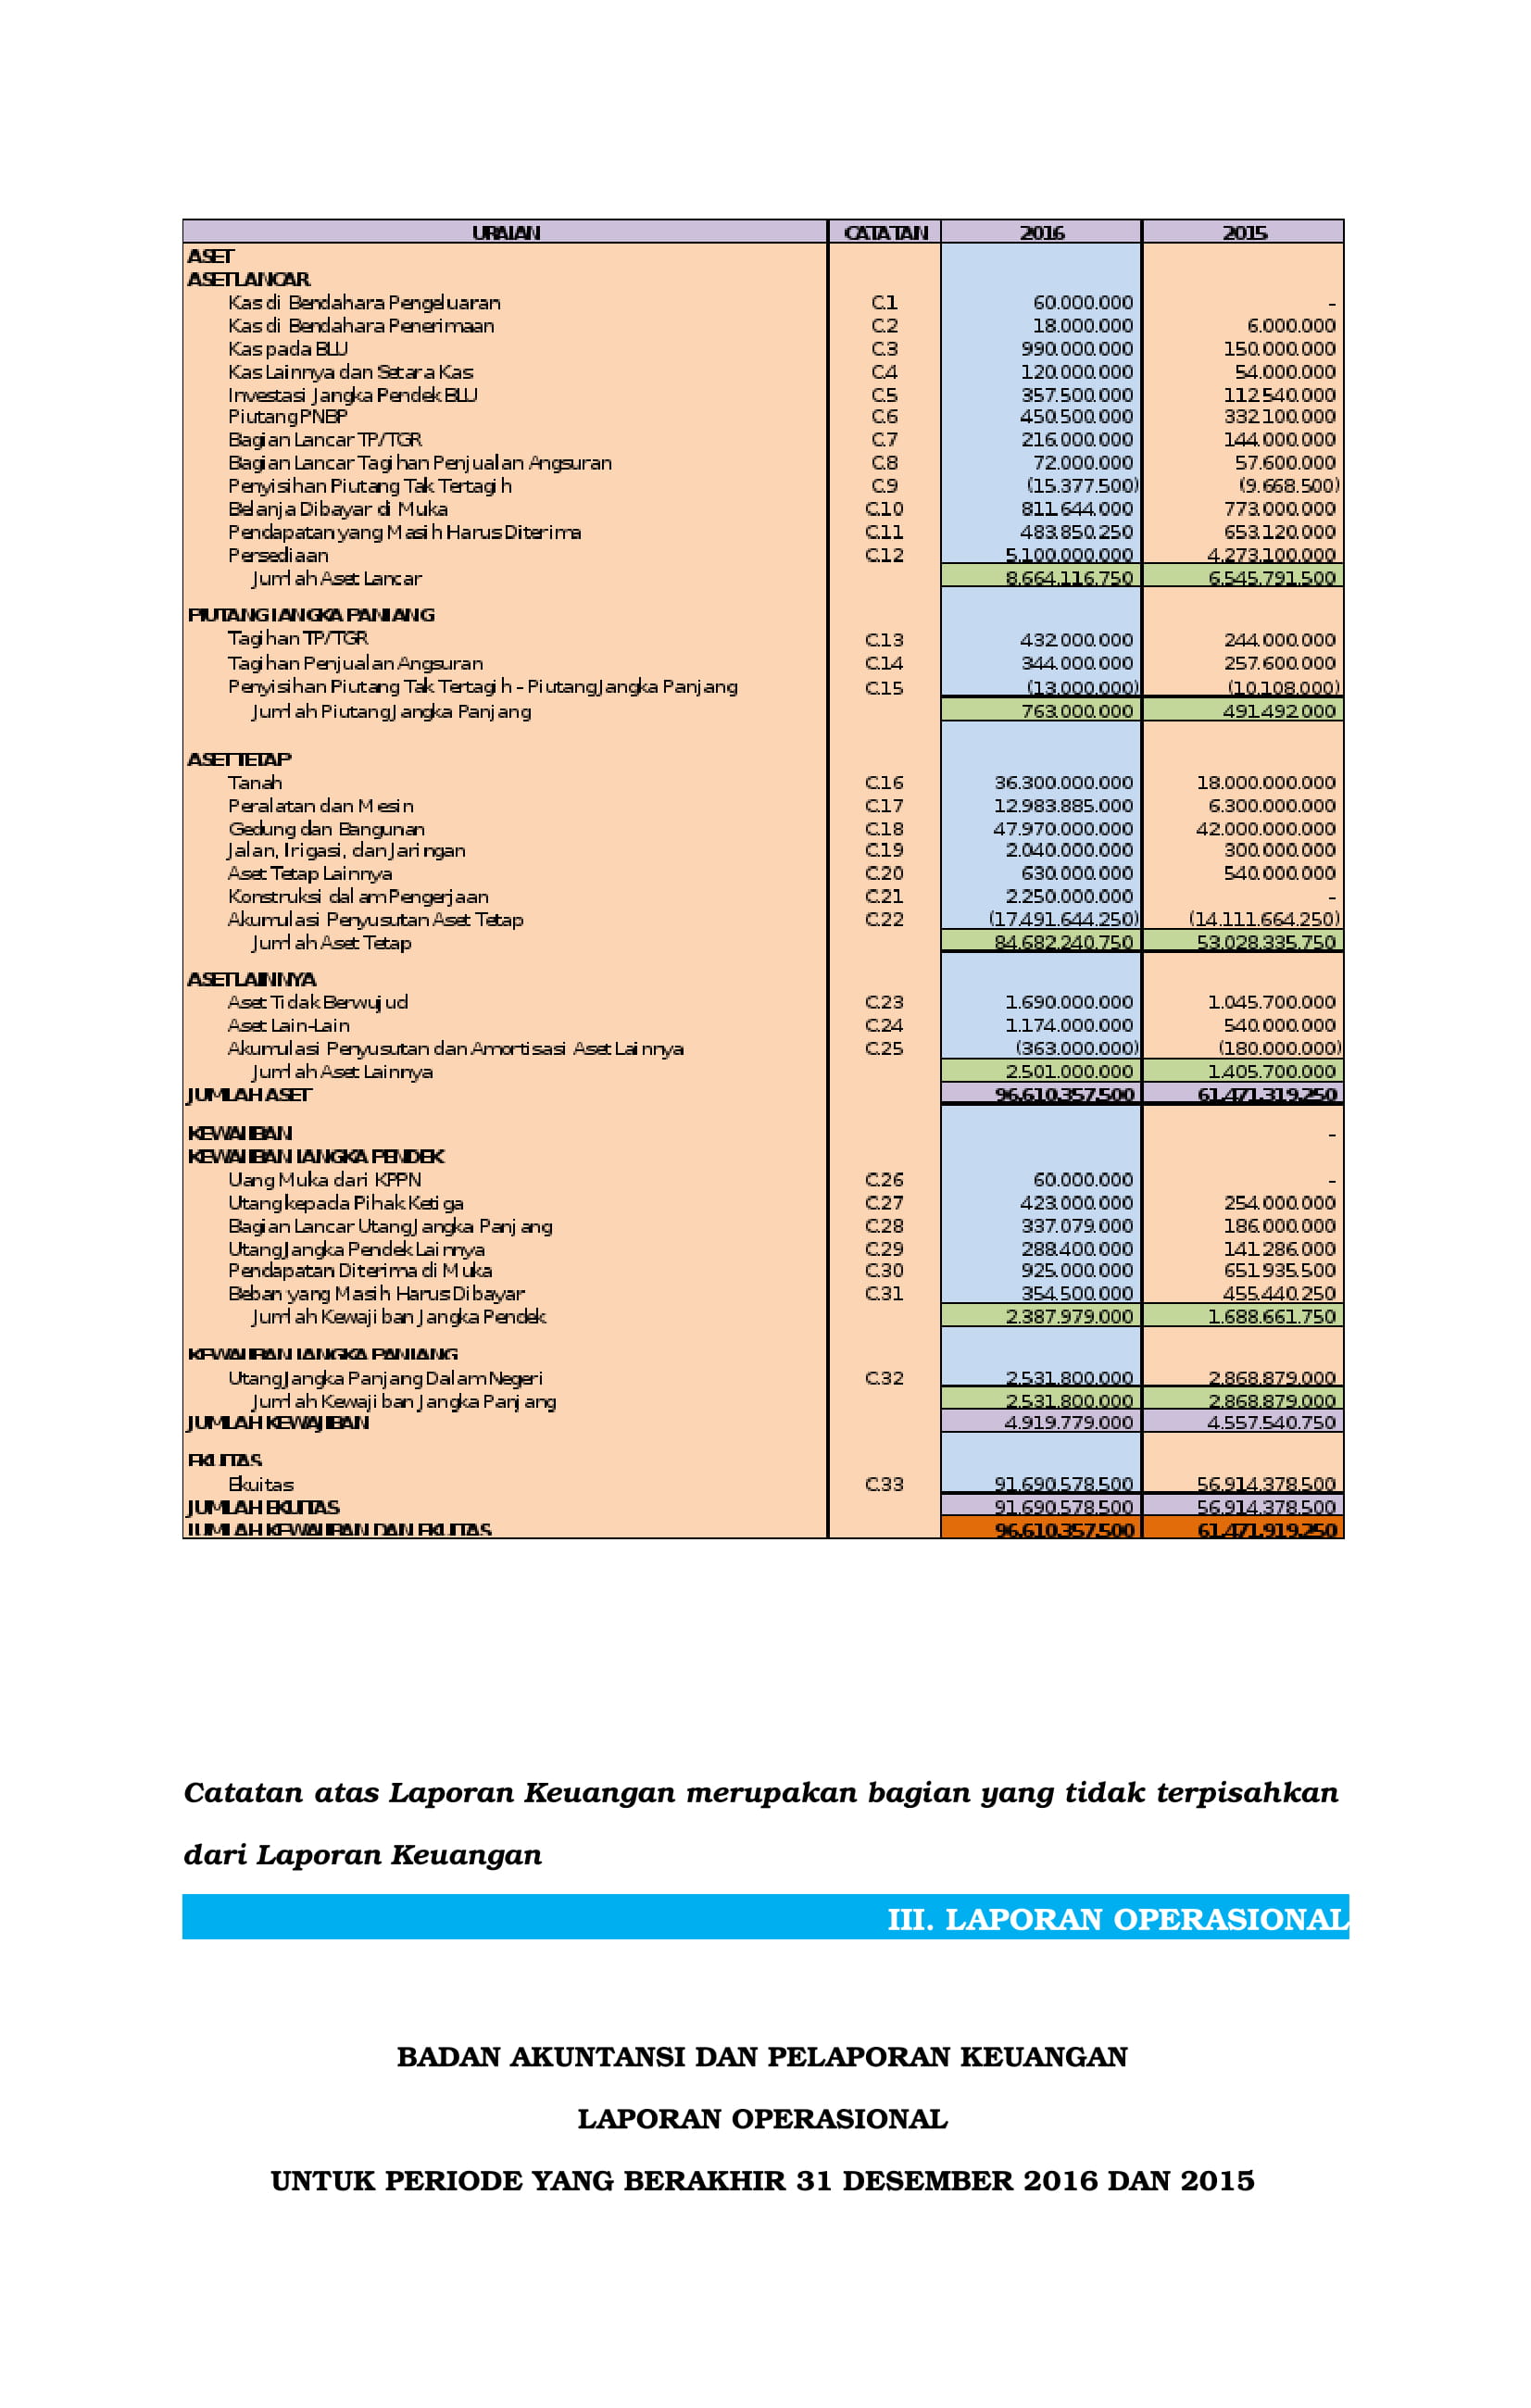 URAIAN CATATAN 2016 2015
ASET
ASET LANCAR
Kas di Bendahara Pengeluaran C.1 60.000.000 -
Kas di Bendahara Penerimaan C.2 18.000.000 6.000.000
Kas pada BLU C.3 990.000.000 150.000.000
Kas Lainnya dan Setara Kas C.4 120.000.000 54.000.000
Investasi Jangka Pendek BLU C.5 357.500.000 112.540.000
Piutang PNBP C.6 450.500.000 332.100.000
Bagian Lancar TP/TGR C.7 216.000.000 144.000.000
Bagian Lancar Tagihan Penjualan Angsuran C.8 72.000.000 57.600.000
Penyisihan Piutang Tak Tertagih C.9 (15.377.500) (9.668.500)
Belanja Dibayar di Muka C.10 811.644.000 773.000.000
Pendapatan yang Masih Harus Diterima C.11 483.850.250 653.120.000
Persediaan C.12 5.100.000.000 4.273.100.000
Jumlah Aset Lancar 8.664.116.750 6.545.791.500
PIUTANG JANGKA PANJANG
Tagihan TP/TGR C.13 432.000.000 244.000.000
Tagihan Penjualan Angsuran C.14 344.000.000 257.600.000
Penyisihan Piutang Tak Tertagih - Piutang Jangka Panjang C.15 (13.000.000) (10.108.000)
Jumlah Piutang Jangka Panjang 763.000.000 491.492.000
ASET TETAP
Tanah C.16 36.300.000.000 18.000.000.000
Peralatan dan Mesin C.17 12.983.885.000 6.300.000.000
Gedung dan Bangunan C.18 47.970.000.000 42.000.000.000
Jalan, Irigasi, dan Jaringan C.19 2.040.000.000 300.000.000
Aset Tetap Lainnya C.20 630.000.000 540.000.000
Konstruksi dalam Pengerjaan C.21 2.250.000.000 -
Akumulasi Penyusutan Aset Tetap C.22 (17.491.644.250) (14.111.664.250)
Jumlah Aset Tetap 84.682.240.750 53.028.335.750
ASET LAINNYA
Aset Tidak Berwujud C.23 1.690.000.000 1.045.700.000
Aset Lain-Lain C.24 1.174.000.000 540.000.000
Akumulasi Penyusutan dan Amortisasi Aset Lainnya C.25 (363.000.000) (180.000.000)
Jumlah Aset Lainnya 2.501.000.000 1.405.700.000
JUMLAH ASET 96.610.357.500 61.471.319.250
KEWAJIBAN -
KEWAJIBAN JANGKA PENDEK
Uang Muka dari KPPN C.26 60.000.000 -
Utang kepada Pihak Ketiga C.27 423.000.000 254.000.000
Bagian Lancar Utang Jangka Panjang C.28 337.079.000 186.000.000
Utang Jangka Pendek Lainnya C.29 288.400.000 141.286.000
Pendapatan Diterima di Muka C.30 925.000.000 651.935.500
Beban yang Masih Harus Dibayar C.31 354.500.000 455.440.250
Jumlah Kewajiban Jangka Pendek 2.387.979.000 1.688.661.750
KEWAJIBAN JANGKA PANJANG
Utang Jangka Panjang Dalam Negeri C.32 2.531.800.000 2.868.879.000
Jumlah Kewajiban Jangka Panjang 2.531.800.000 2.868.879.000
JUMLAH KEWAJIBAN 4.919.779.000 4.557.540.750
EKUITAS
Ekuitas C.33 91.690.578.500 56.914.378.500
JUMLAH EKUITAS 91.690.578.500 56.914.378.500
JUMLAH KEWAJIBAN DAN EKUITAS 96.610.357.500 61.471.919.250
Catatan atas Laporan Keuangan merupakan bagian yang tidak terpisahkan
dari Laporan Keuangan
III. LAPORAN OPERASIONAL
BADAN AKUNTANSI DAN PELAPORAN KEUANGAN
LAPORAN OPERASIONAL
UNTUK PERIODE YANG BERAKHIR 31 DESEMBER 2016 DAN 2015